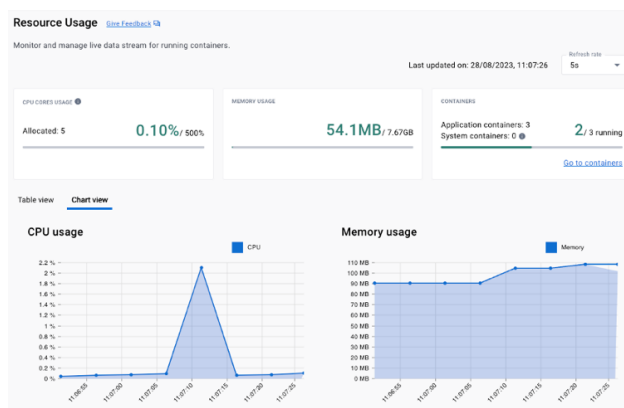 Resource Usage Give Feedback
Monitor and manage live data stream for running containers.
Refresh rate
Last updated on: 28/08/2023, 11:07:26 5s
CPU CORES USAGE
Allocated: 5 0.10% / 500%
MEMORY USAGE
54.1MB / 7.67GB
CONTAINERS
Application containers: 3
System containers: 0
2 / 3 running
Go to containers
Table view Chart view
CPU usage
CPU
2.2 %
2 %
1.8 %
1.6 %
1.4 %
1.2 %
1 %
0.8 %
0.6 %
0.4 %
0.2 %
0 %
11:06:55 11:07:00 11:07:05 11:07:10 11:07:15 11:07:20 11:07:25
Memory usage
Memory
110 MB
100 MB
90 MB
80 MB
70 MB
60 MB
50 MB
40 MB
30 MB
20 MB
10 MB
0 MB
11:06:55 11:07:00 11:07:05 11:07:10 11:07:15 11:07:20 11:07:25